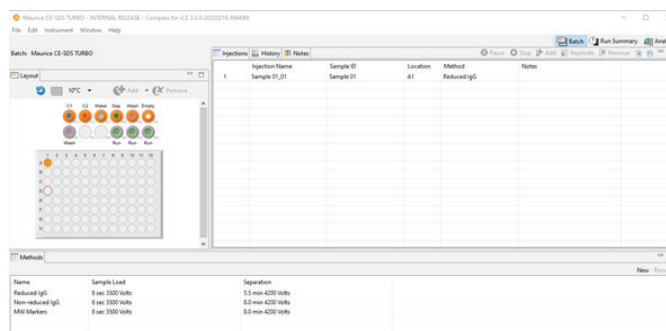 Maurice CE-SDS TURBO - INTERNAL RELEASE - Compass for iCE 3.0.0-20220218-
File Edit Instrument Window Help
Batch Run Summary Anal
Batch: Maurice CE-SDS TURBO
Injections History Notes
Pause Stop Add Replicate Remove
Layout
Injection Name Sample ID Location Method Notes
1 Sample 01_01 Sample 01 A1 Reduced IgG
10°C Add Remove
C1 C2 Water Sep. Wash Empty
Wash Run Run Run
1 2 3 4 5 6 7 8 9 10 11 12
A
B
C
D
E
F
G
H
Methods
New
Name Sample Load Separation
Reduced IgG 8 sec 3500 Volts 5.5 min 4200 Volts
Non-reduced IgG 8 sec 3500 Volts 8.0 min 4200 Volts
MW Markers 8 sec 3500 Volts 8.0 min 4200 Volts